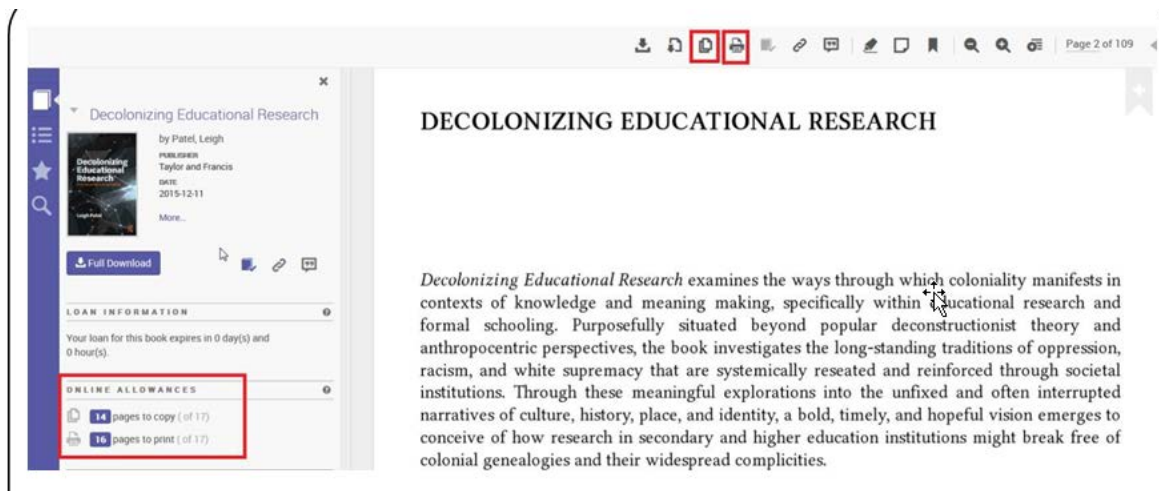 Page 2 of 109
Decolonizing Educational Research
by Patel, Leigh
PUBLISHER
Taylor and Francis
DATE
2015-12-11
More..
Decolonizing
Educational
Research
Leigh Patel
Full Download
LOAN INFORMATION
Your loan for this book expires in 0 day(s) and
0 hour(s).
ONLINE ALLOWANCES
14 pages to copy ( of 17)
16 pages to print ( of 17)
DECOLONIZING EDUCATIONAL RESEARCH
Decolonizing Educational Research examines the ways through which coloniality manifests in
contexts of knowledge and meaning making, specifically within educational research and
formal schooling. Purposefully situated beyond popular deconstructionist theory and
anthropocentric perspectives, the book investigates the long-standing traditions of oppression,
racism, and white supremacy that are systemically reseated and reinforced through societal
institutions. Through these meaningful explorations into the unfixed and often interrupted
narratives of culture, history, place, and identity, a bold, timely, and hopeful vision emerges to
conceive of how research in secondary and higher education institutions might break free of
colonial genealogies and their widespread complicities.